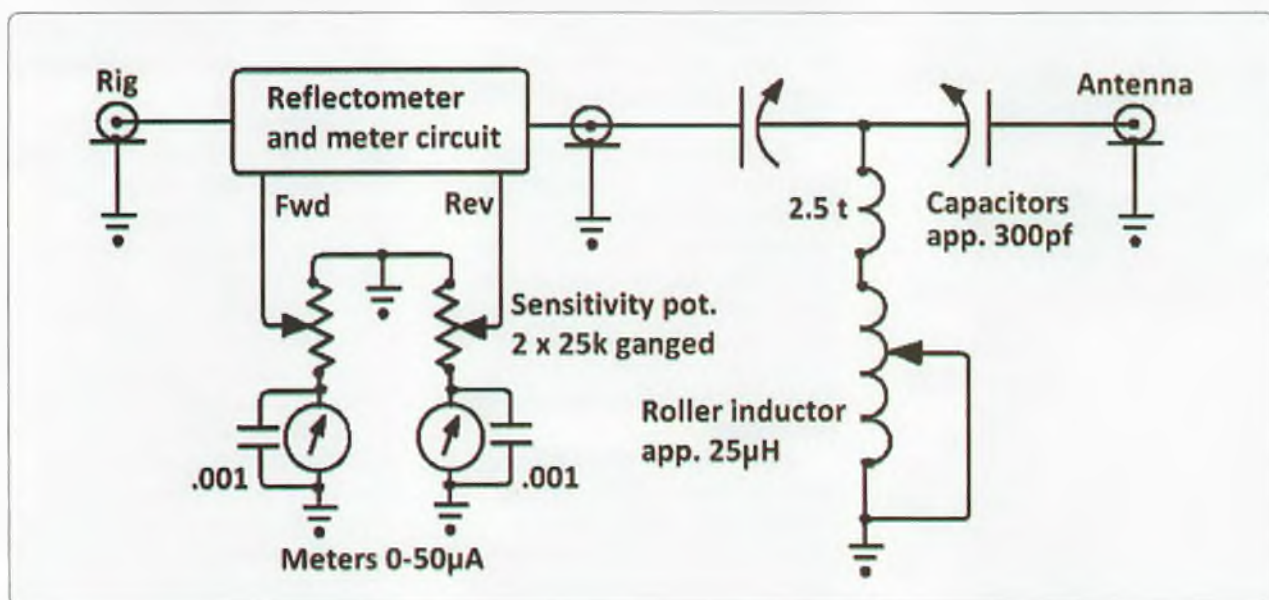 Rig
Reflectometer
and meter circuit
Antenna
Fwd
Rev
2.5 t
Capacitors
app. 300pf
Sensitivity pot.
2 x 25k ganged
Roller inductor
app. 25µH
.001
.001
Meters 0-50µA